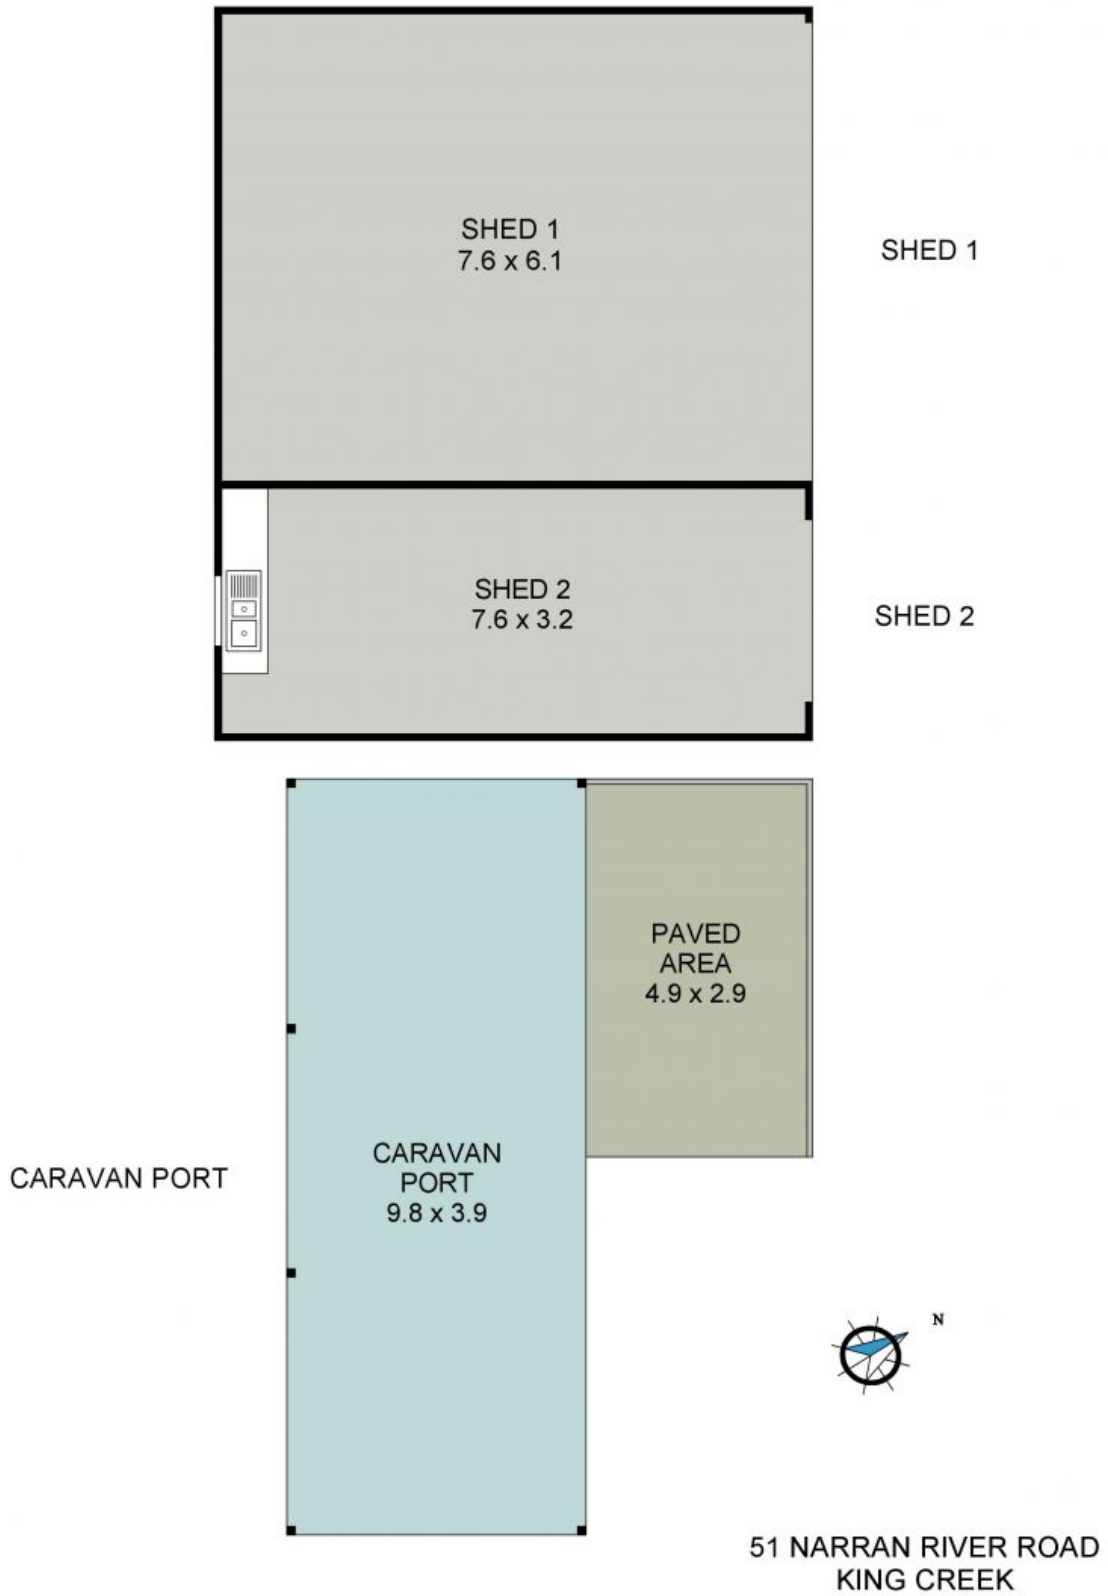 SHED 1
7.6 x 6.1
SHED 1
SHED 2
7.6 x 3.2
SHED 2
PAVED
AREA
4.9 x 2.9
CARAVAN
PORT
9.8 x 3.9
CARAVAN PORT
N
51 NARRAN RIVER ROAD
KING CREEK